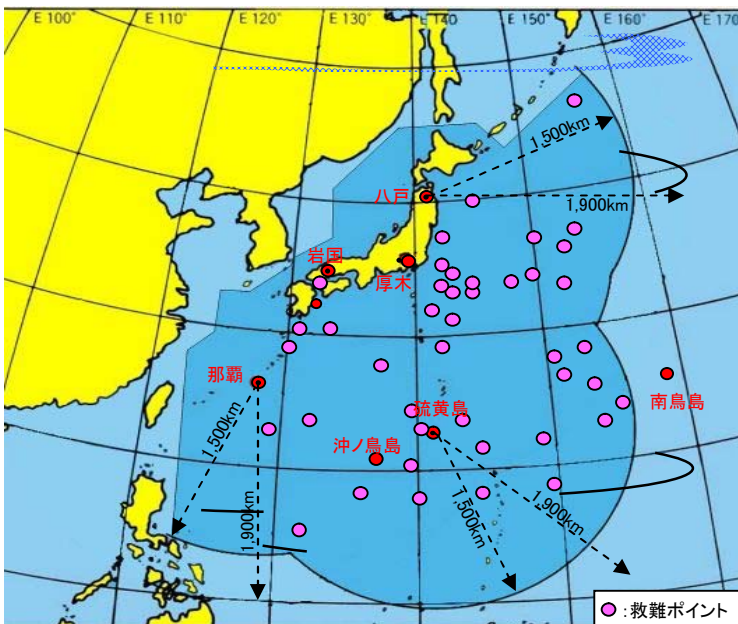 E 100°
E 110°
E 120°
E 130°
E 140°
E 150°
E 160°
E 170°
1,500km
八戸
1,900km
岩国
厚木
那覇
硫黄島
南鳥島
沖ノ鳥島
1,500km
1,900km
1,500km
1,900km
:救難ポイント